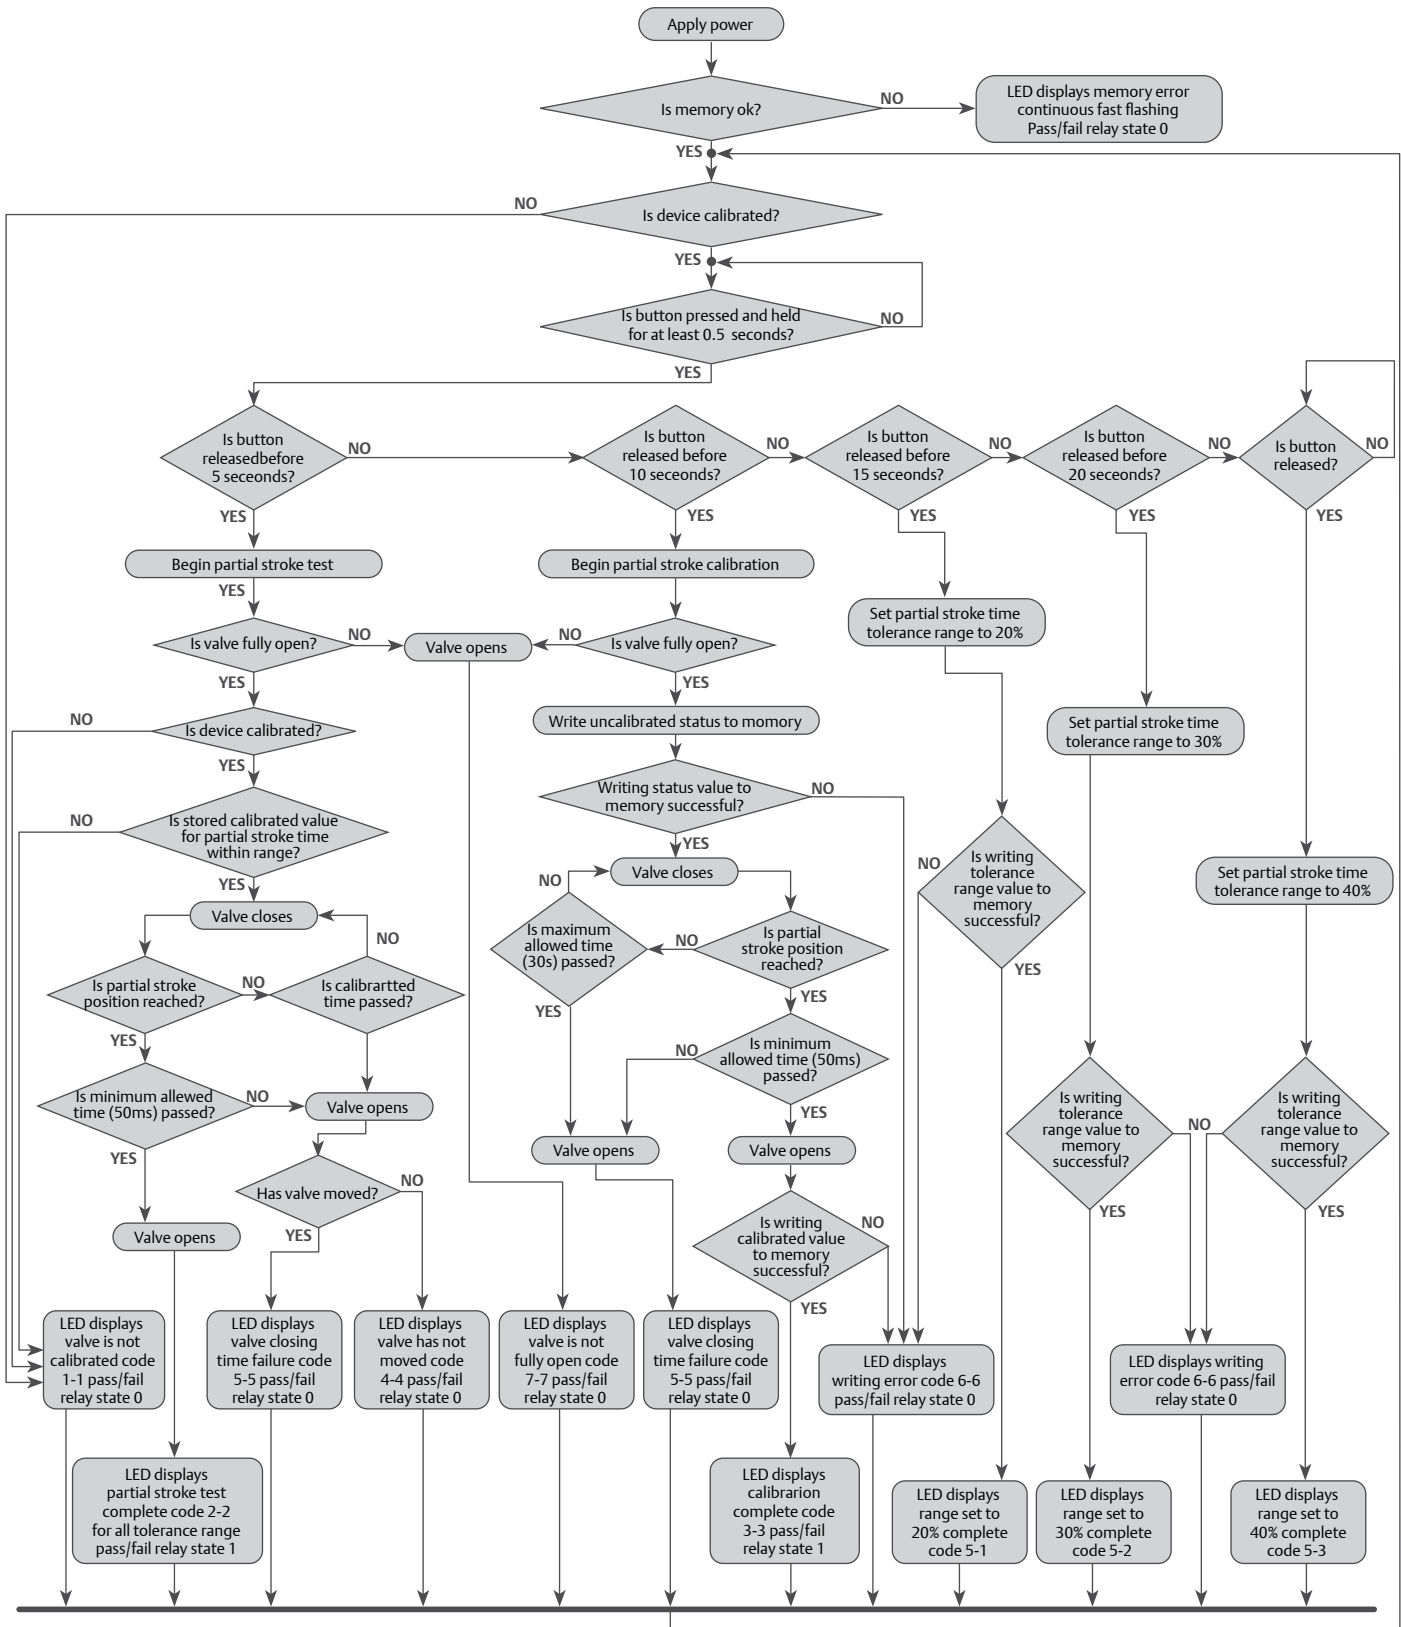 Apply power
Is memory ok?
NO
LED displays memory error
continuous fast flashing
Pass/fail relay state 0
YES
NO
Is device calibrated?
YES
Is button pressed and held
for at least 0.5 seconds?
NO
YES
Is button
releasedbefore
5 seceonds?
NO
Is button
released before
10 seceonds?
NO
Is button
released before
15 seceonds?
NO
Is button
released before
20 seceonds?
NO
Is button
released?
NO
YES
YES
YES
YES
YES
Begin partial stroke test
Begin partial stroke calibration
YES
Set partial stroke time
tolerance range to 20%
Is valve fully open?
NO
Valve opens
NO
Is valve fully open?
YES
YES
NO
Is device calibrated?
Write uncalibrated status to momory
Set partial stroke time
tolerance range to 30%
YES
Writing status value to
memory successful?
NO
NO
Is stored calibrated value
for partial stroke time
within range?
YES
YES
Valve closes
NO
Valve closes
NO
Is writing
tolerance
range value to
memory
successful?
Set partial stroke time
tolerance range to 40%
NO
Is maximum
allowed time
(30s) passed?
NO
Is partial
stroke position
reached?
YES
Is partial stroke
position reached?
NO
Is calibrartted
time passed?
YES
YES
YES
NO
Is minimum
allowed time (50ms)
passed?
Is minimum allewed
time (50ms) passed?
NO
Valve opens
YES
Is writing
tolerance
range value to
memory
successful?
NO
Is writing
tolerance
range value to
memory
successful?
YES
Valve opens
Valve opens
Has valve moved?
NO
YES
YES
YES
Is writing
calibrated value
to memory
successful?
NO
Valve opens
YES
LED displays
valve is not
calibrated code
1-1 pass/fail
relay state 0
LED displays
valve closing
time failure code
5-5 pass/fail
relay state 0
LED displays
valve has not
moved code
4-4 pass/fail
relay state 0
LED displays
valve is not
fully open code
7-7 pass/fail
relay state 0
LED displays
valve closing
time failure code
5-5 pass/fail
relay state 0
LED displays
writing error code 6-6
pass/fail relay state 0
LED displays writing
error code 6-6 pass/fail
relay state 0
LED displays
partial stroke test
complete code 2-2
for all tolerance range
pass/fail relay state 1
LED displays
calibrarion
complete code
3-3 pass/fail
relay state 1
LED displays
range set to
20% complete
code 5-1
LED displays
range set to
30% complete
code 5-2
LED displays
range set to
40% complete
code 5-3